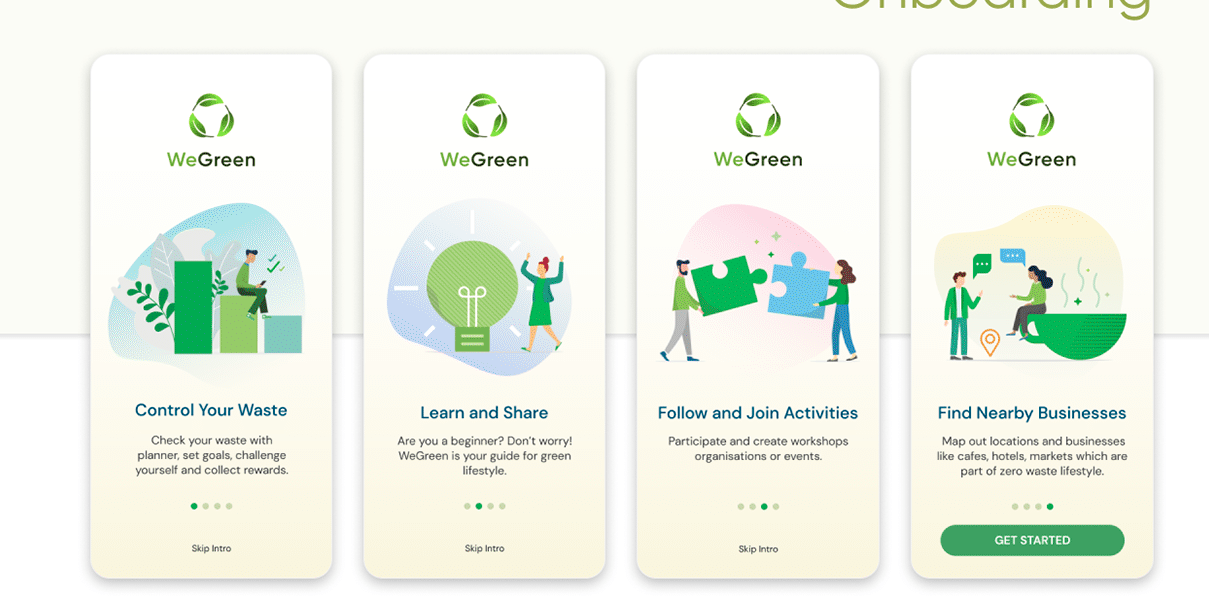 Onboarding
WeGreen
Control Your Waste
Check your waste with
planner, set goals, challenge
yourself and collect rewards.
Skip Intro
WeGreen
Learn and Share
Are you a beginner? Don't worry!
WeGreen is your guide for green
lifestyle.
Skip Intro
WeGreen
Follow and Join Activities
Participate and create workshops
organisations or events.
Skip Intro
WeGreen
Find Nearby Businesses
Map out locations and businesses
like cafes, hotels, markets which are
part of zero waste lifestyle.
GET STARTED